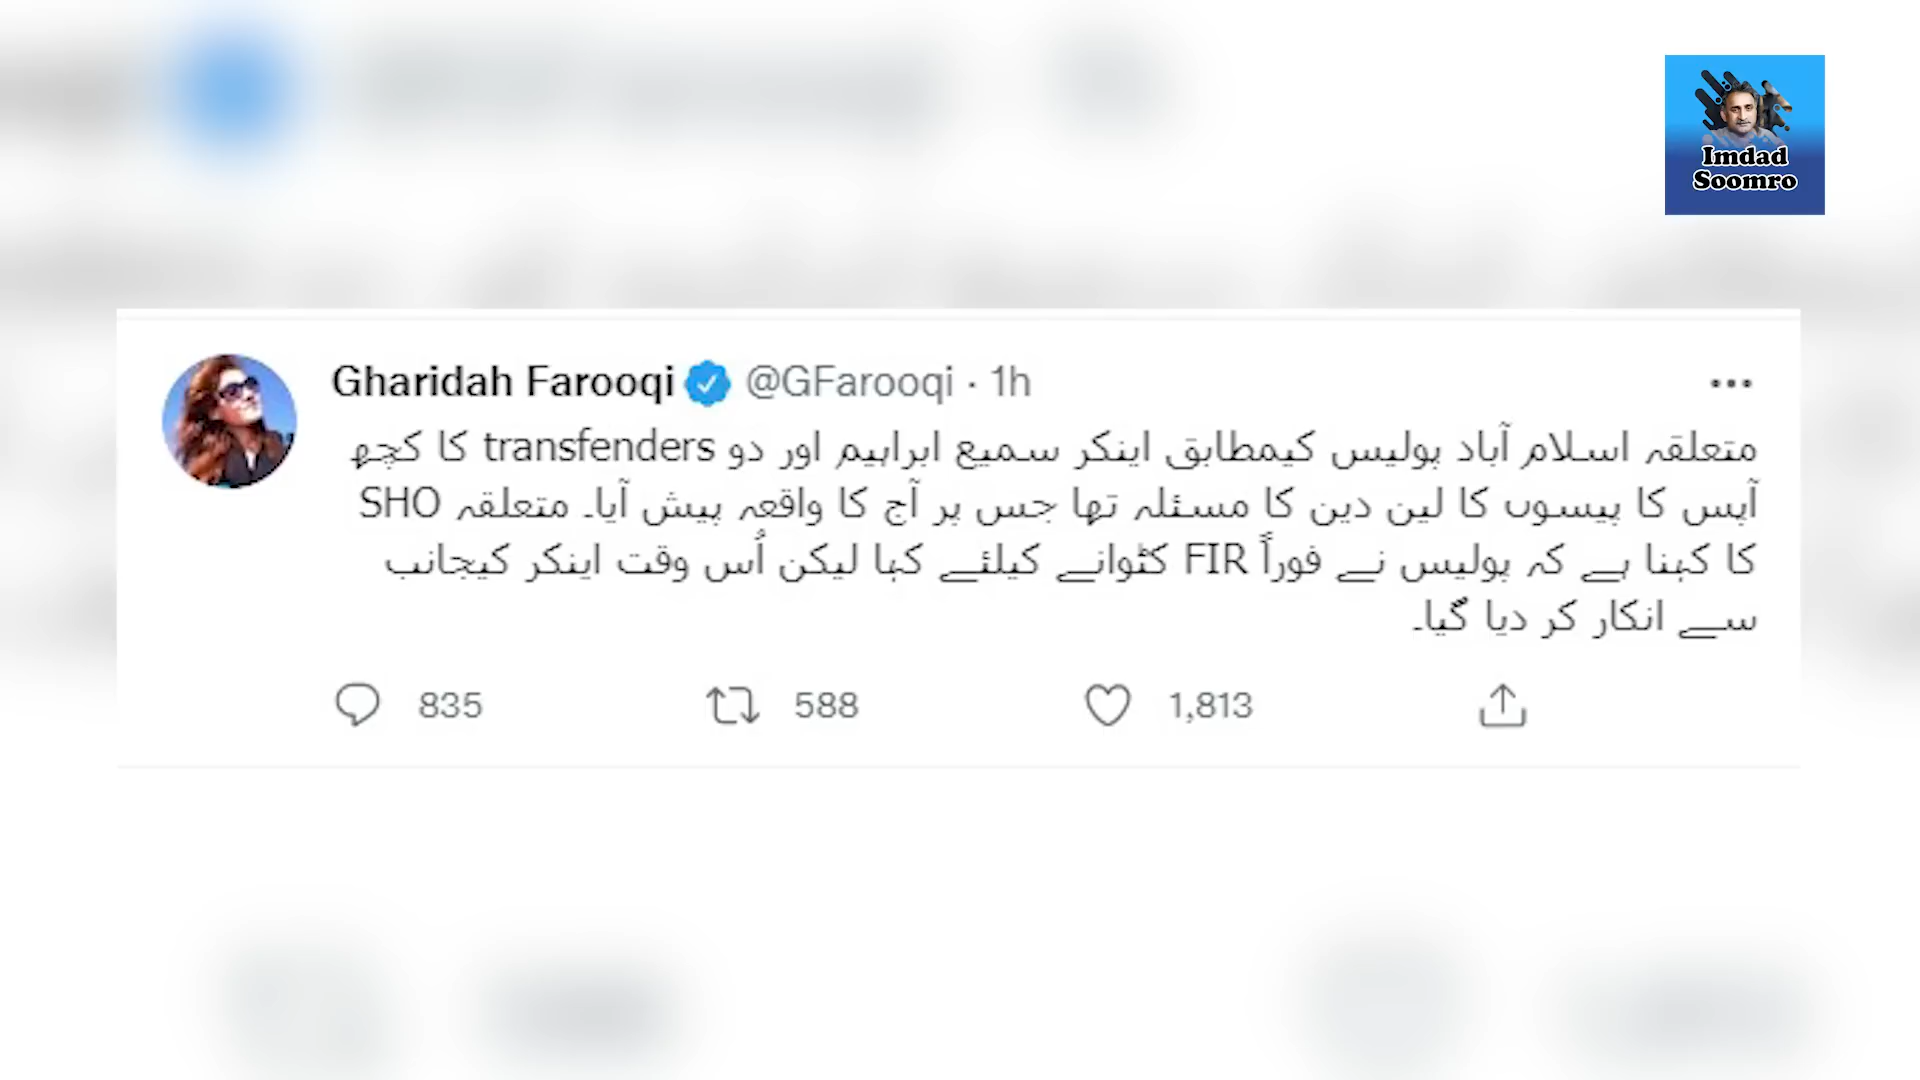 Imdad
Soomro
Gharidah Farooqi @GFarooqi · 1h
متعلقہ اسلام آباد پولیس کیمطابق اینکر سمیع ابراہیم اور دو transfenders کا کچھ
آپس کا پیسوں کا لین دین کا مسئلہ تھا جس پر آج کا واقعہ پیش آیا۔ متعلقہ SHO
کا کہنا ہے کہ پولیس نے فوراً FIR کٹوانے کیلئے کہا لیکن اُس وقت اینکر کیجانب
سے انکار کر دیا گیا۔
835 588 1,813